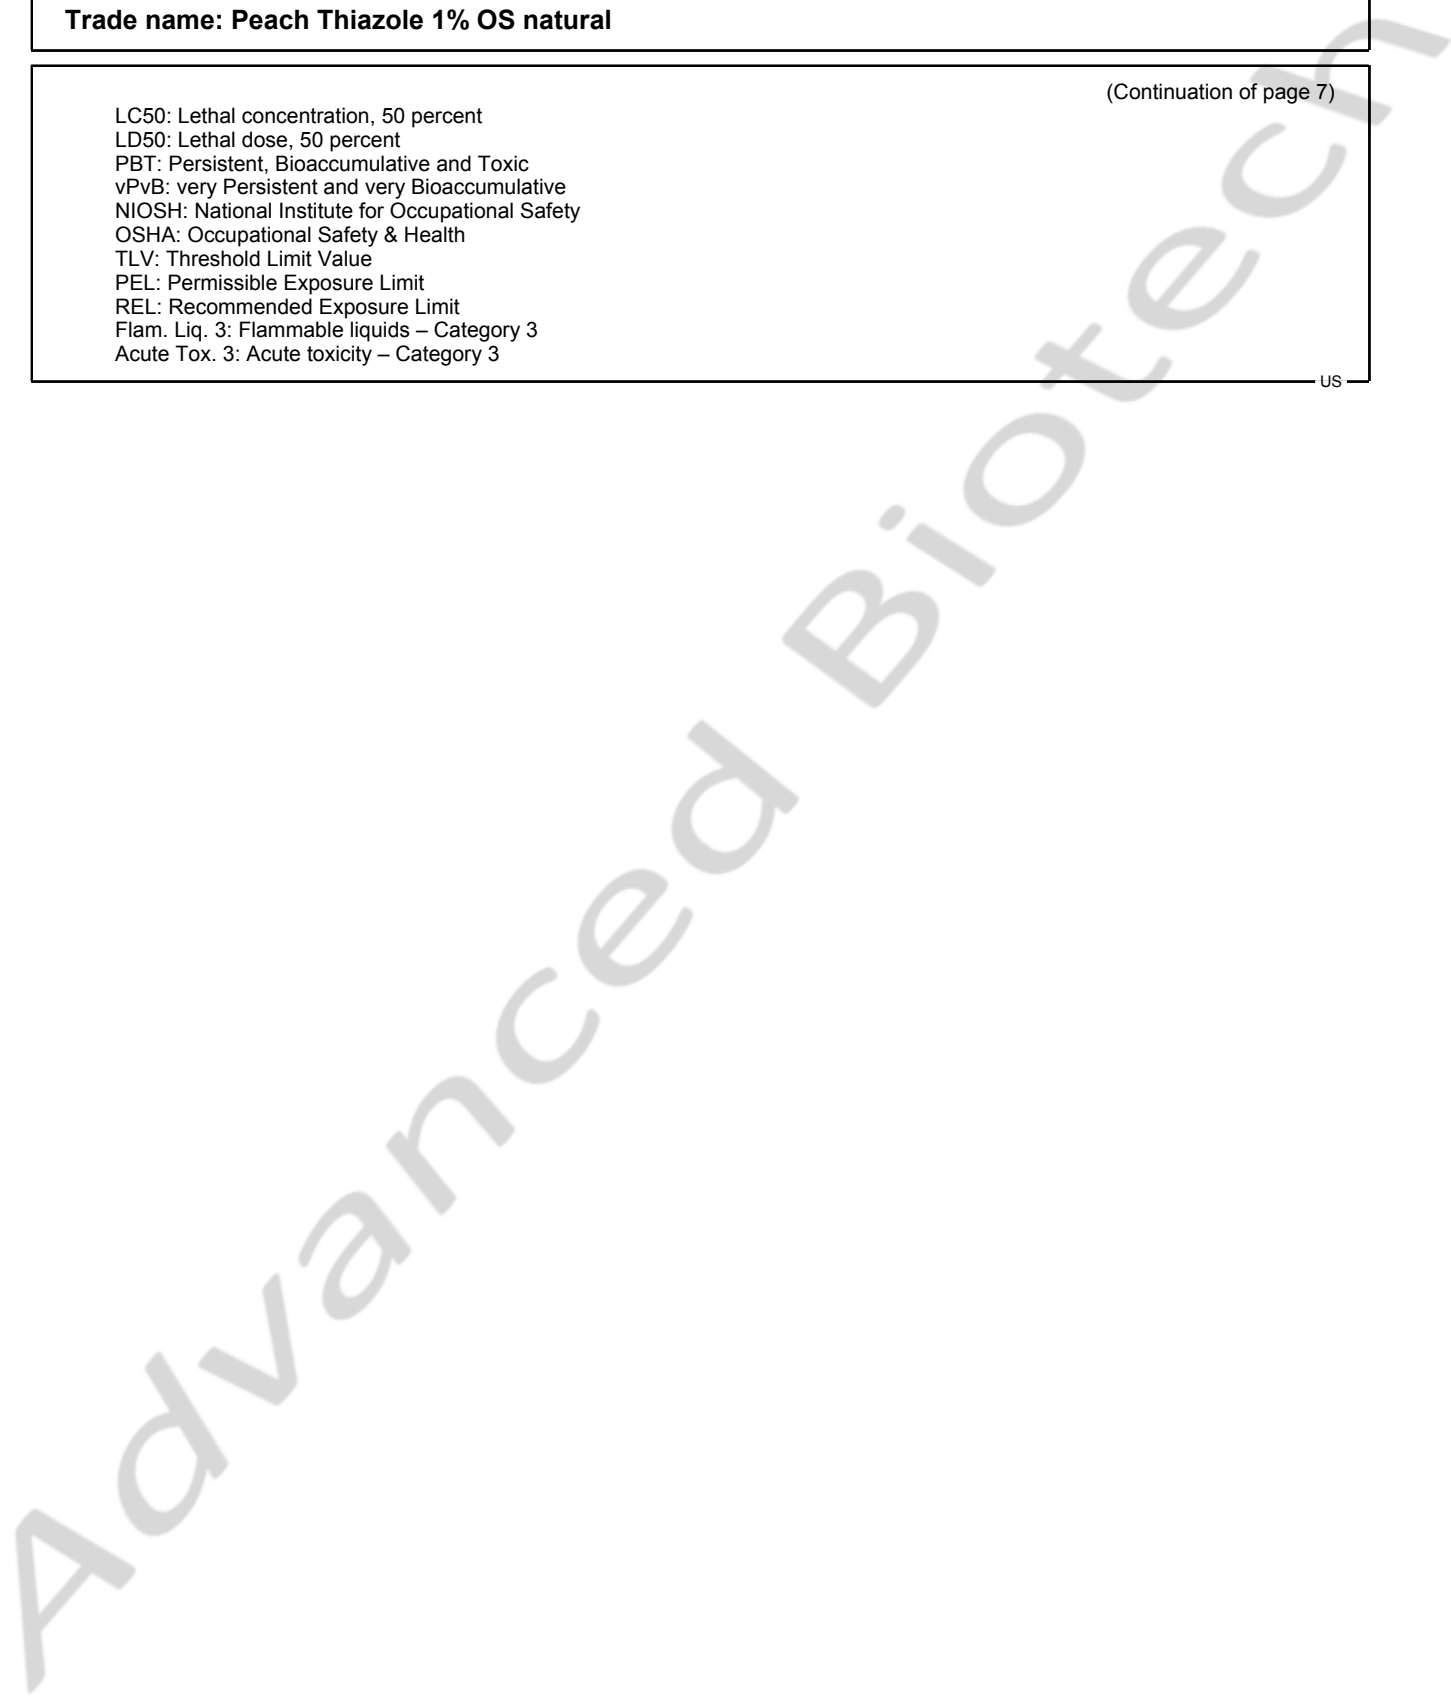 Trade name: Peach Thiazole 1% OS natural
(Continuation of page 7)
LC50: Lethal concentration, 50 percent
LD50: Lethal dose, 50 percent
PBT: Persistent, Bioaccumulative and Toxic
vPvB: very Persistent and very Bioaccumulative
NIOSH: National Institute for Occupational Safety
OSHA: Occupational Safety & Health
TLV: Threshold Limit Value
PEL: Permissible Exposure Limit
REL: Recommended Exposure Limit
Flam. Liq. 3: Flammable liquids – Category 3
Acute Tox. 3: Acute toxicity – Category 3
US
Advanced Biotech